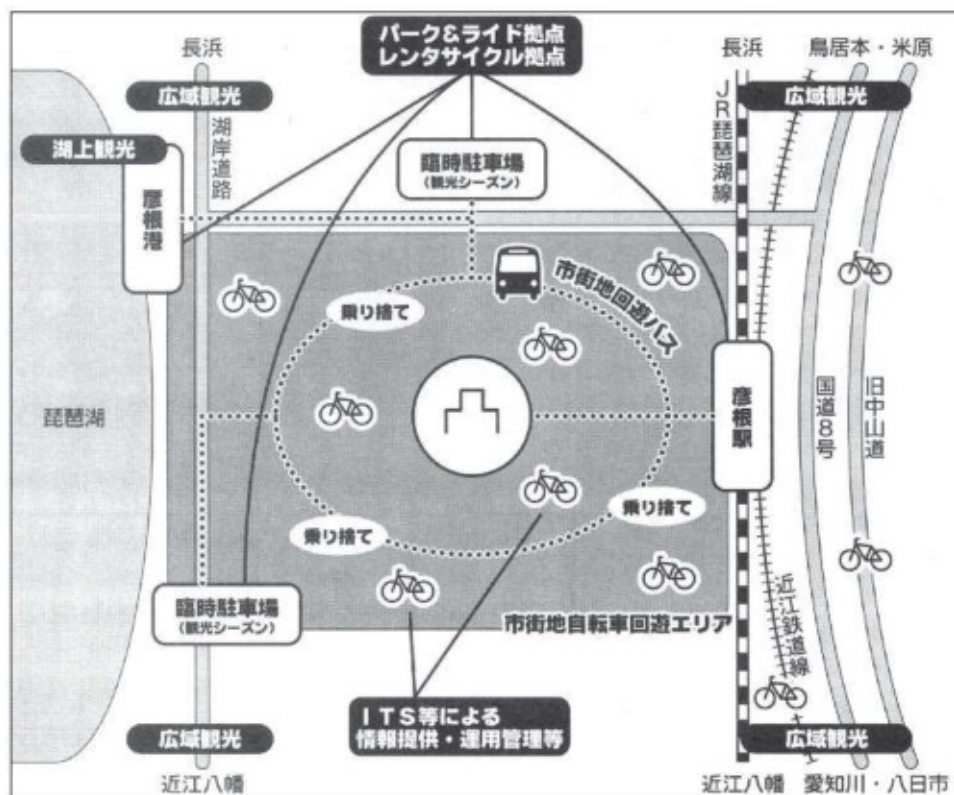 パーク&ライド拠点
レンタサイクル拠点
長浜
長浜
鳥居本・米原
広域観光
広域観光
湖上観光
湖岸道路
JR琵琶湖線
臨時駐車場
(観光シーズン)
彦根港
市街地回遊バス
乗り捨て
琵琶湖
彦根駅
国道8号
旧中山道
乗り捨て
乗り捨て
臨時駐車場
(観光シーズン)
市街地自転車回遊エリア
近江鉄道線
ITS等による
情報提供・運用管理等
広域観光
広域観光
近江八幡
近江八幡
愛知川・八日市